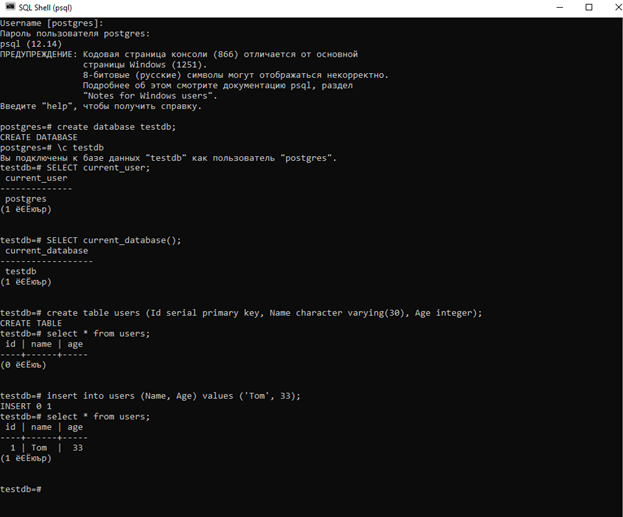 SQL Shell (psql)
Username [postgres]:
Пароль пользователя postgres:
psql (12.14)
ПРЕДУПРЕЖДЕНИЕ: Кодовая страница консоли (866) отличается от основной
страницы Windows (1251).
8-битовые (русские) символы могут отображаться некорректно.
Подробнее об этом смотрите документацию psql, раздел
"Notes for Windows users".
Введите "help", чтобы получить справку.
postgres=# create database testdb;
CREATE DATABASE
postgres=# \c testdb
Вы подключены к базе данных "testdb" как пользователь "postgres".
testdb=# SELECT current_user;
current_user
--------------
postgres
(1 ёЄЁюър)
testdb=# SELECT current_database();
current_database
------------------
testdb
(1 ёЄЁюър)
testdb=# create table users (Id serial primary key, Name character varying(30), Age integer);
CREATE TABLE
testdb=# select * from users;
id | name | age
----+------+-----
(0 ёЄЁюъ)
testdb=# insert into users (Name, Age) values ('Tom', 33);
INSERT 0 1
testdb=# select * from users;
id | name | age
----+------+-----
1 | Tom | 33
(1 ёЄЁюър)
testdb=#